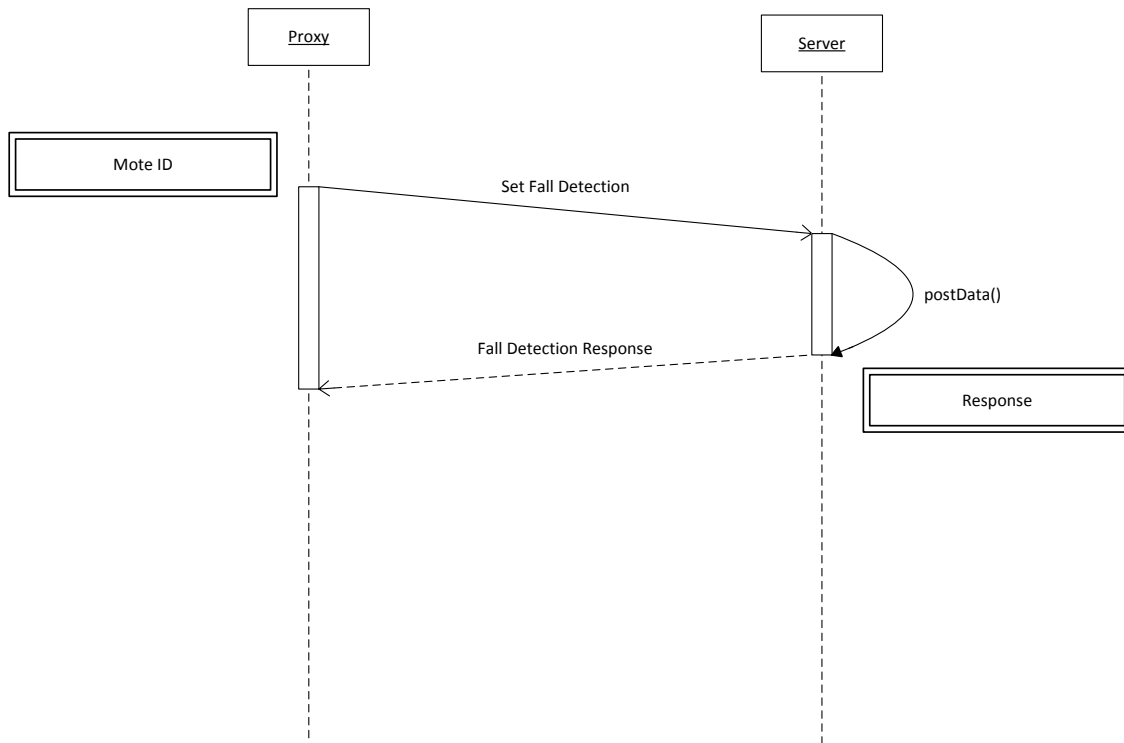 Proxy
Server
Mote ID
Set Fall Detection
postData()
Fall Detection Response
Response